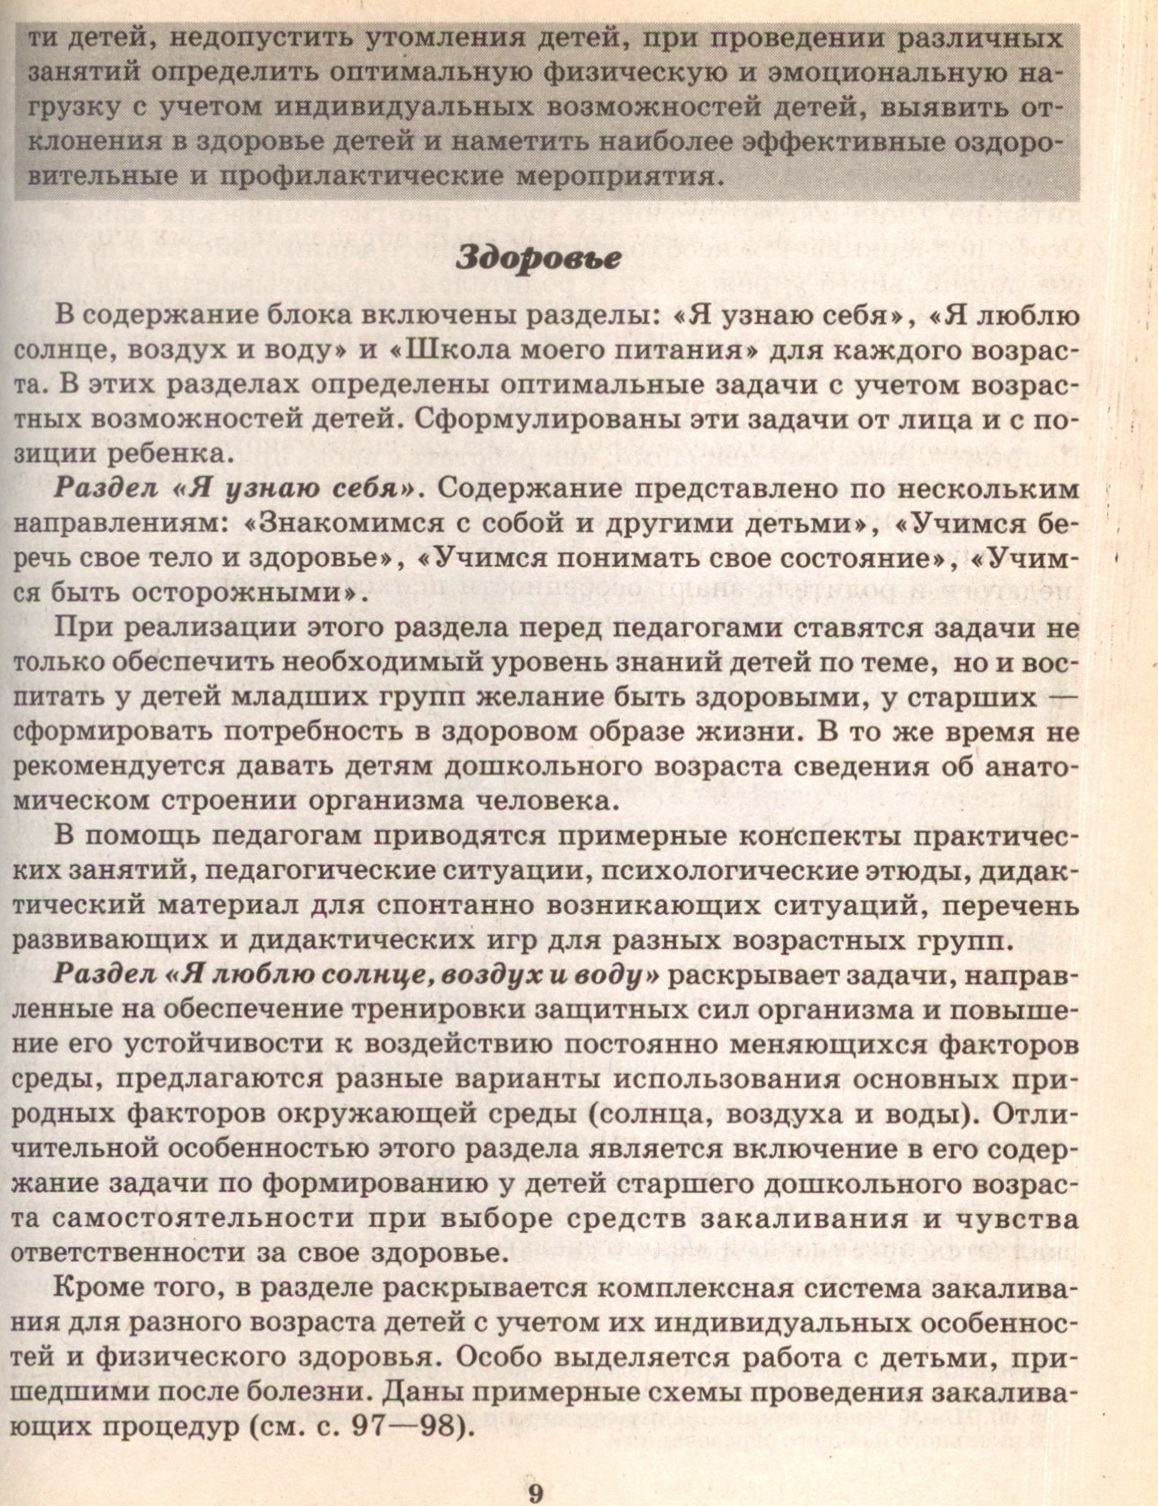 ти детей, недопустить утомления детей, при проведении различных
занятий определить оптимальную физическую и эмоциональную на-
грузку с учетом индивидуальных возможностей детей, выявить от-
клонения в здоровье детей и наметить наиболее эффективные оздоро-
вительные и профилактические мероприятия.
Здоровье
В содержание блока включены разделы: «Я узнаю себя», «Я люблю
солнце, воздух и воду» и «Школа моего питания» для каждого возрас-
та. В этих разделах определены оптимальные задачи с учетом возрас-
тных возможностей детей. Сформулированы эти задачи от лица и с по-
зиции ребенка.
Раздел «Я узнаю себя». Содержание представлено по нескольким
направлениям: «Знакомимся с собой и другими детьми», «Учимся бе-
речь свое тело и здоровье», «Учимся понимать свое состояние», «Учим-
ся быть осторожными».
При реализации этого раздела перед педагогами ставятся задачи не
только обеспечить необходимый уровень знаний детей по теме, но и вос-
питать у детей младших групп желание быть здоровыми, у старших —
сформировать потребность в здоровом образе жизни. В то же время не
рекомендуется давать детям дошкольного возраста сведения об анато-
мическом строении организма человека.
В помощь педагогам приводятся примерные конспекты практичес-
ких занятий, педагогические ситуации, психологические этюды, дидак-
тический материал для спонтанно возникающих ситуаций, перечень
развивающих и дидактических игр для разных возрастных групп.
Раздел «Я люблю солнце, воздух и воду» раскрывает задачи, направ-
ленные на обеспечение тренировки защитных сил организма и повыше-
ние его устойчивости к воздействию постоянно меняющихся факторов
среды, предлагаются разные варианты использования основных при-
родных факторов окружающей среды (солнца, воздуха и воды). Отли-
чительной особенностью этого раздела является включение в его содер-
жание задачи по формированию у детей старшего дошкольного возрас-
та самостоятельности при выборе средств закаливания и чувства
ответственности за свое здоровье.
Кроме того, в разделе раскрывается комплексная система закалива-
ния для разного возраста детей с учетом их индивидуальных особеннос-
тей и физического здоровья. Особо выделяется работа с детьми, при-
шедшими после болезни. Даны примерные схемы проведения закалива-
ющих процедур (см. с. 97—98).
9